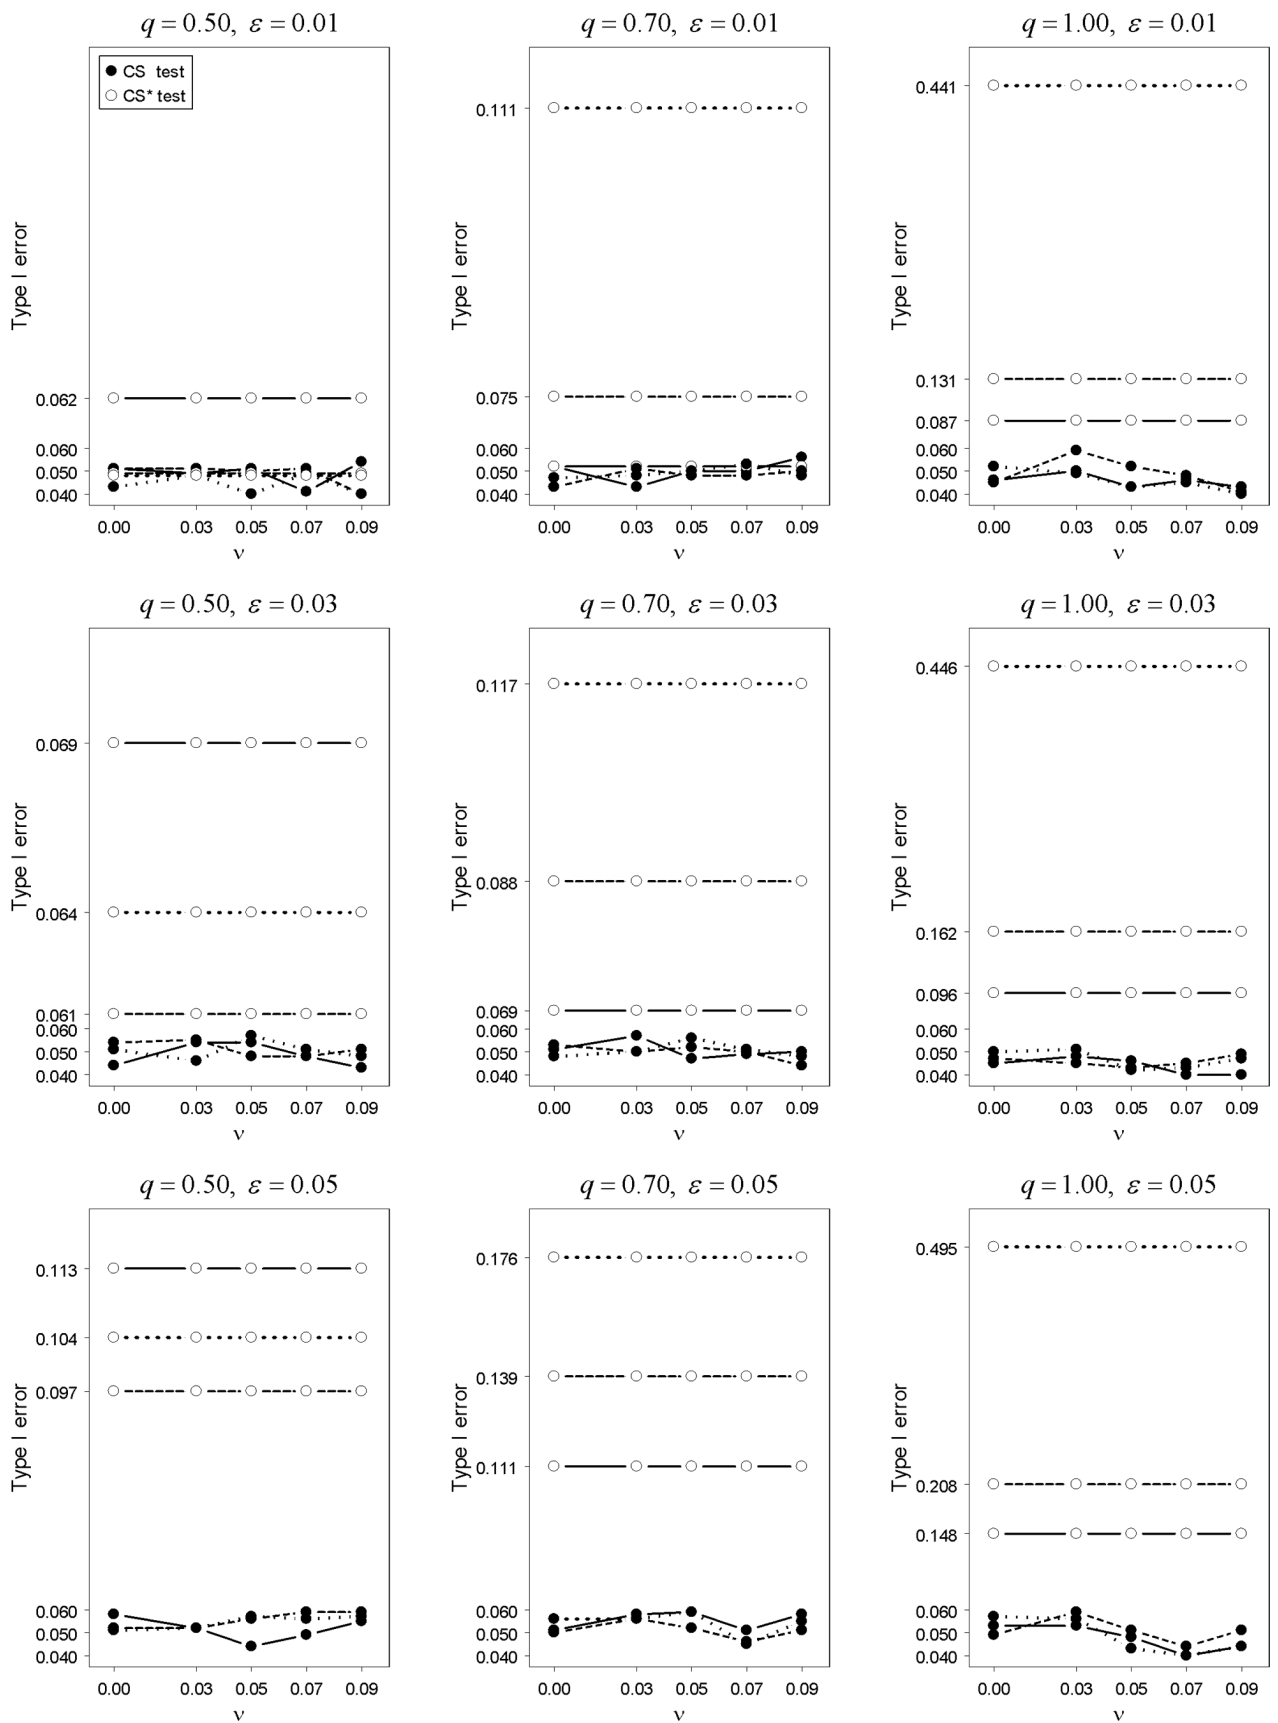 q = 0.50, ε = 0.01
CS test
CS* test
Type I error
0.062
0.060
0.050
0.040
0.00 0.03 0.05 0.07 0.09
ν
q = 0.70, ε = 0.01
Type I error
0.111
0.075
0.060
0.050
0.040
0.00 0.03 0.05 0.07 0.09
ν
q = 1.00, ε = 0.01
Type I error
0.441
0.131
0.087
0.060
0.050
0.040
0.00 0.03 0.05 0.07 0.09
ν
q = 0.50, ε = 0.03
Type I error
0.069
0.064
0.061
0.060
0.050
0.040
0.00 0.03 0.05 0.07 0.09
ν
q = 0.70, ε = 0.03
Type I error
0.117
0.088
0.069
0.060
0.050
0.040
0.00 0.03 0.05 0.07 0.09
ν
q = 1.00, ε = 0.03
Type I error
0.446
0.162
0.096
0.060
0.050
0.040
0.00 0.03 0.05 0.07 0.09
ν
q = 0.50, ε = 0.05
Type I error
0.113
0.104
0.097
0.060
0.050
0.040
0.00 0.03 0.05 0.07 0.09
ν
q = 0.70, ε = 0.05
Type I error
0.176
0.139
0.111
0.060
0.050
0.040
0.00 0.03 0.05 0.07 0.09
ν
q = 1.00, ε = 0.05
Type I error
0.495
0.208
0.148
0.060
0.050
0.040
0.00 0.03 0.05 0.07 0.09
ν